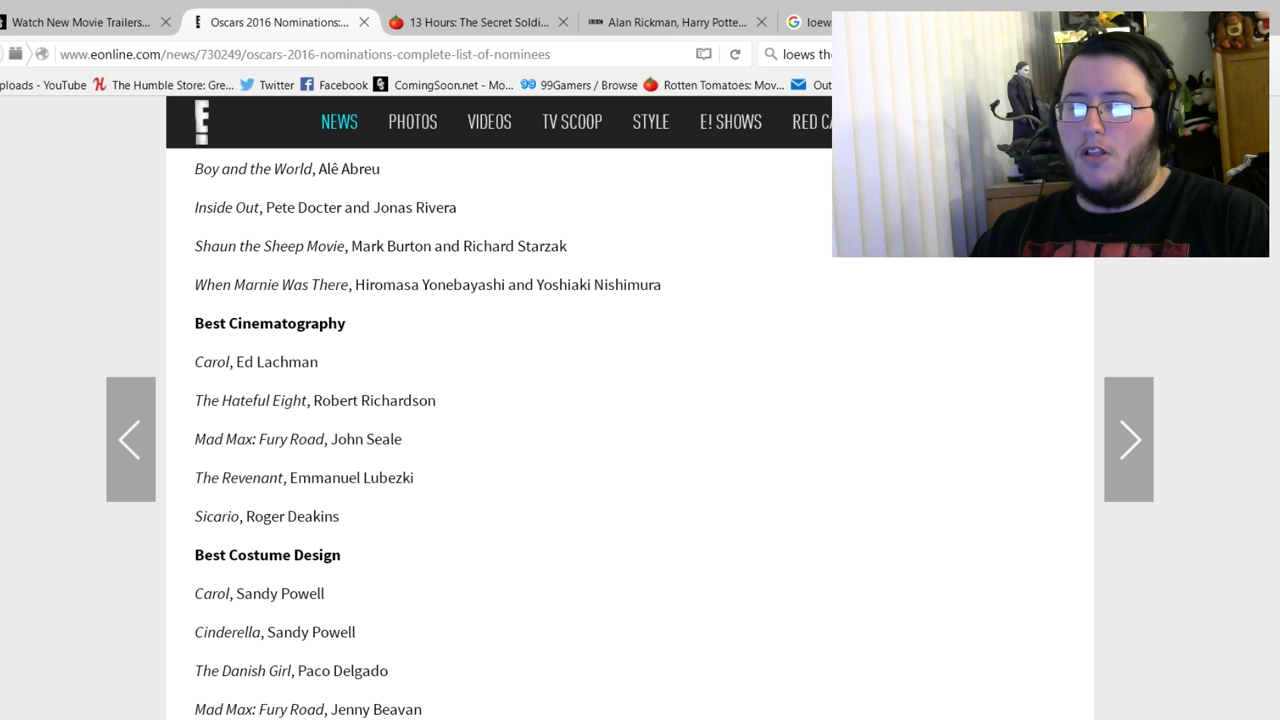 Watch New Movie Trailers... × Oscars 2016 Nominations:... × 13 Hours: The Secret Soldi... × Alan Rickman, Harry Potte... × loews
www.eonline.com/news/730249/oscars-2016-nominations-complete-list-of-nominees loews the
ploads - YouTube The Humble Store: Gre... Twitter Facebook ComingSoon.net - Mo... 99Gamers / Browse Rotten Tomatoes: Mov... Out
E! NEWS PHOTOS VIDEOS TV SCOOP STYLE E! SHOWS RED CA
Boy and the World, Alê Abreu
Inside Out, Pete Docter and Jonas Rivera
Shaun the Sheep Movie, Mark Burton and Richard Starzak
When Marnie Was There, Hiromasa Yonebayashi and Yoshiaki Nishimura
Best Cinematography
Carol, Ed Lachman
The Hateful Eight, Robert Richardson
Mad Max: Fury Road, John Seale
The Revenant, Emmanuel Lubezki
Sicario, Roger Deakins
Best Costume Design
Carol, Sandy Powell
Cinderella, Sandy Powell
The Danish Girl, Paco Delgado
Mad Max: Fury Road, Jenny Beavan